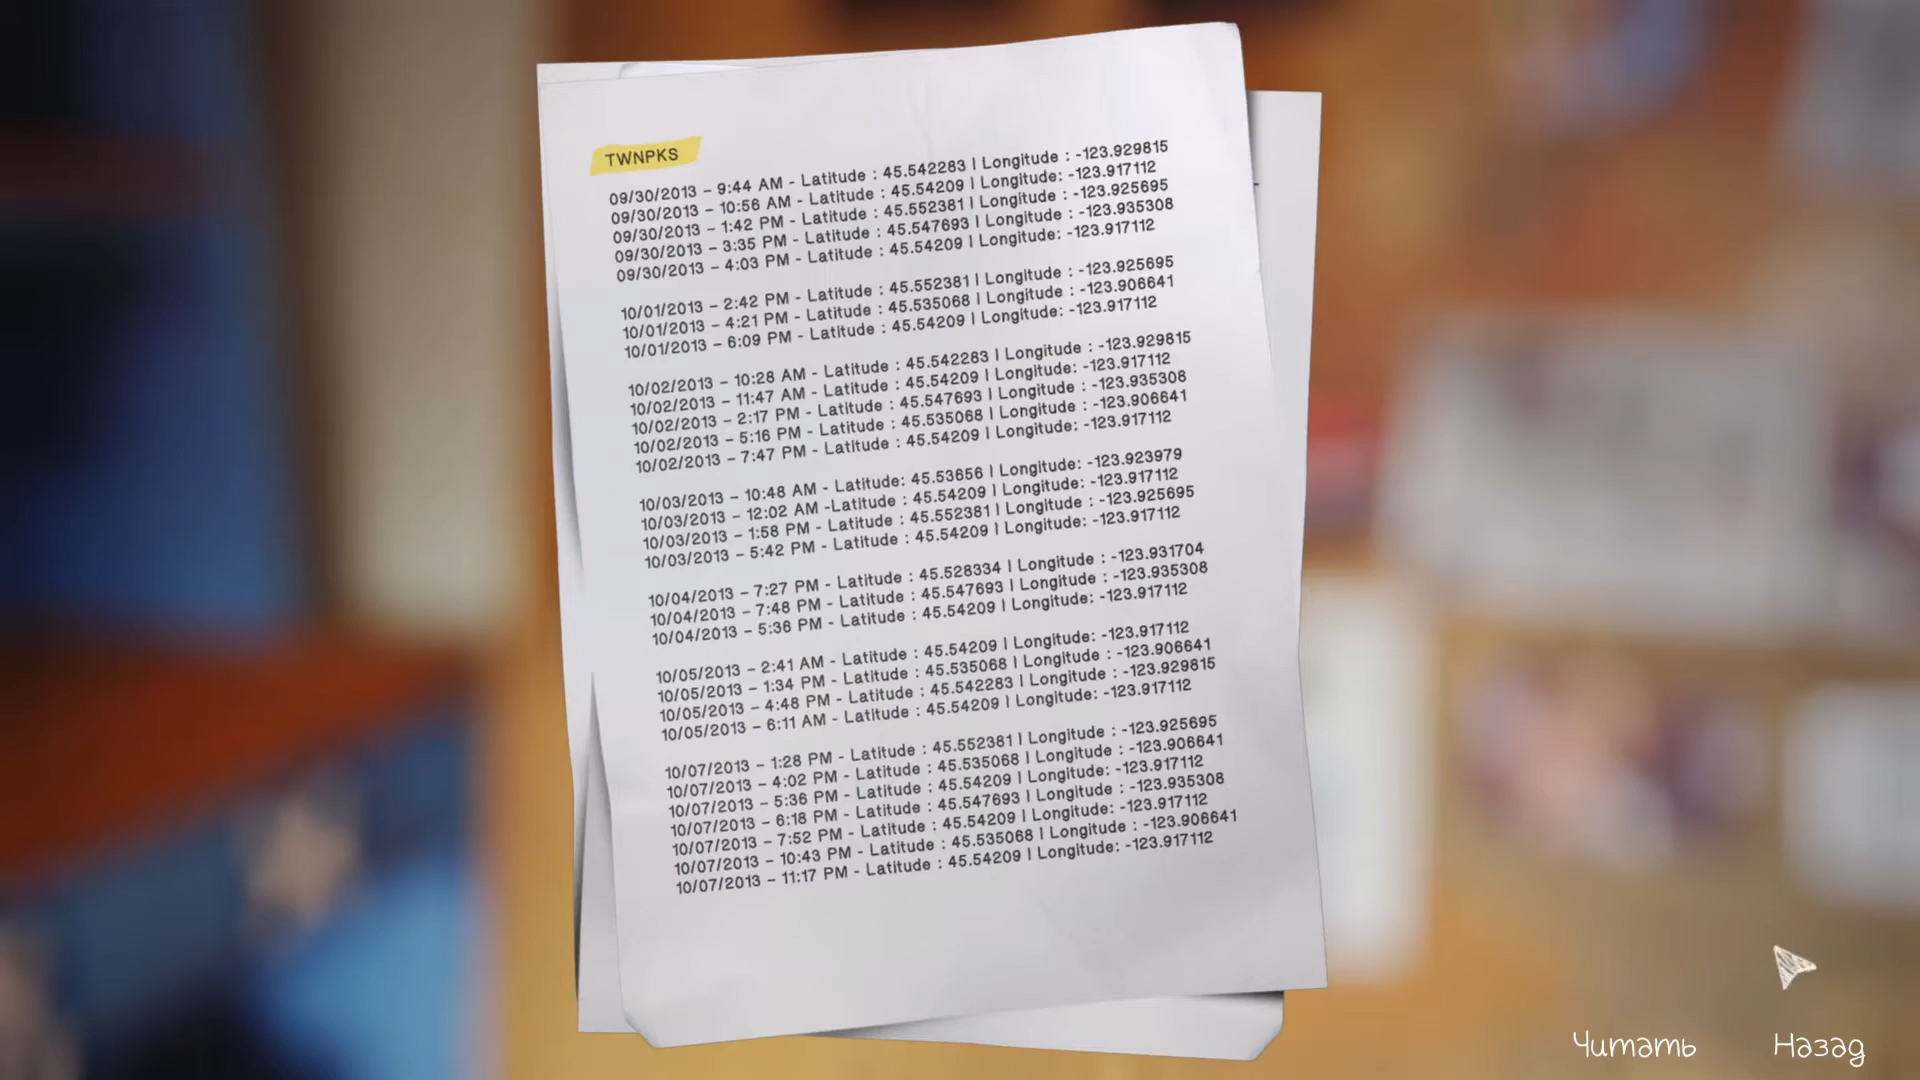 TWNPKS
09/30/2013 – 9:44 AM - Latitude : 45.542283 | Longitude : -123.929815
09/30/2013 – 10:56 AM - Latitude : 45.54209 | Longitude: -123.917112
09/30/2013 – 1:42 PM - Latitude : 45.552381 | Longitude : -123.925695
09/30/2013 – 3:35 PM - Latitude : 45.547693 | Longitude : -123.935308
09/30/2013 – 4:03 PM - Latitude : 45.54209 | Longitude: -123.917112
10/01/2013 – 2:42 PM - Latitude : 45.552381 | Longitude : -123.925695
10/01/2013 – 4:21 PM - Latitude : 45.535068 | Longitude : -123.906641
10/01/2013 – 6:09 PM - Latitude : 45.54209 | Longitude: -123.917112
10/02/2013 – 10:28 AM - Latitude : 45.542283 | Longitude : -123.929815
10/02/2013 – 11:47 AM - Latitude : 45.54209 | Longitude: -123.917112
10/02/2013 – 2:17 PM - Latitude : 45.547693 | Longitude : -123.935308
10/02/2013 – 5:16 PM - Latitude : 45.535068 | Longitude : -123.906641
10/02/2013 – 7:47 PM - Latitude : 45.54209 | Longitude: -123.917112
10/03/2013 – 10:48 AM - Latitude: 45.53656 | Longitude: -123.923979
10/03/2013 – 12:02 AM -Latitude : 45.54209 | Longitude: -123.917112
10/03/2013 – 1:58 PM - Latitude : 45.552381 | Longitude : -123.925695
10/03/2013 – 5:42 PM - Latitude : 45.54209 | Longitude: -123.917112
10/04/2013 – 7:27 PM - Latitude : 45.528334 | Longitude : -123.931704
10/04/2013 – 7:48 PM - Latitude : 45.547693 | Longitude : -123.935308
10/04/2013 – 5:36 PM - Latitude : 45.54209 | Longitude: -123.917112
10/05/2013 – 2:41 AM - Latitude : 45.54209 | Longitude: -123.917112
10/05/2013 – 1:34 PM - Latitude : 45.535068 | Longitude : -123.906641
10/05/2013 – 4:48 PM - Latitude : 45.542283 | Longitude : -123.929815
10/05/2013 – 6:11 AM - Latitude : 45.54209 | Longitude: -123.917112
10/07/2013 – 1:28 PM - Latitude : 45.552381 | Longitude : -123.925695
10/07/2013 – 4:02 PM - Latitude : 45.535068 | Longitude : -123.906641
10/07/2013 – 5:36 PM - Latitude : 45.54209 | Longitude: -123.917112
10/07/2013 – 6:18 PM - Latitude : 45.547693 | Longitude : -123.935308
10/07/2013 – 7:52 PM - Latitude : 45.54209 | Longitude: -123.917112
10/07/2013 – 10:43 PM - Latitude : 45.535068 | Longitude : -123.906641
10/07/2013 – 11:17 PM - Latitude : 45.54209 | Longitude: -123.917112
Читать Назад